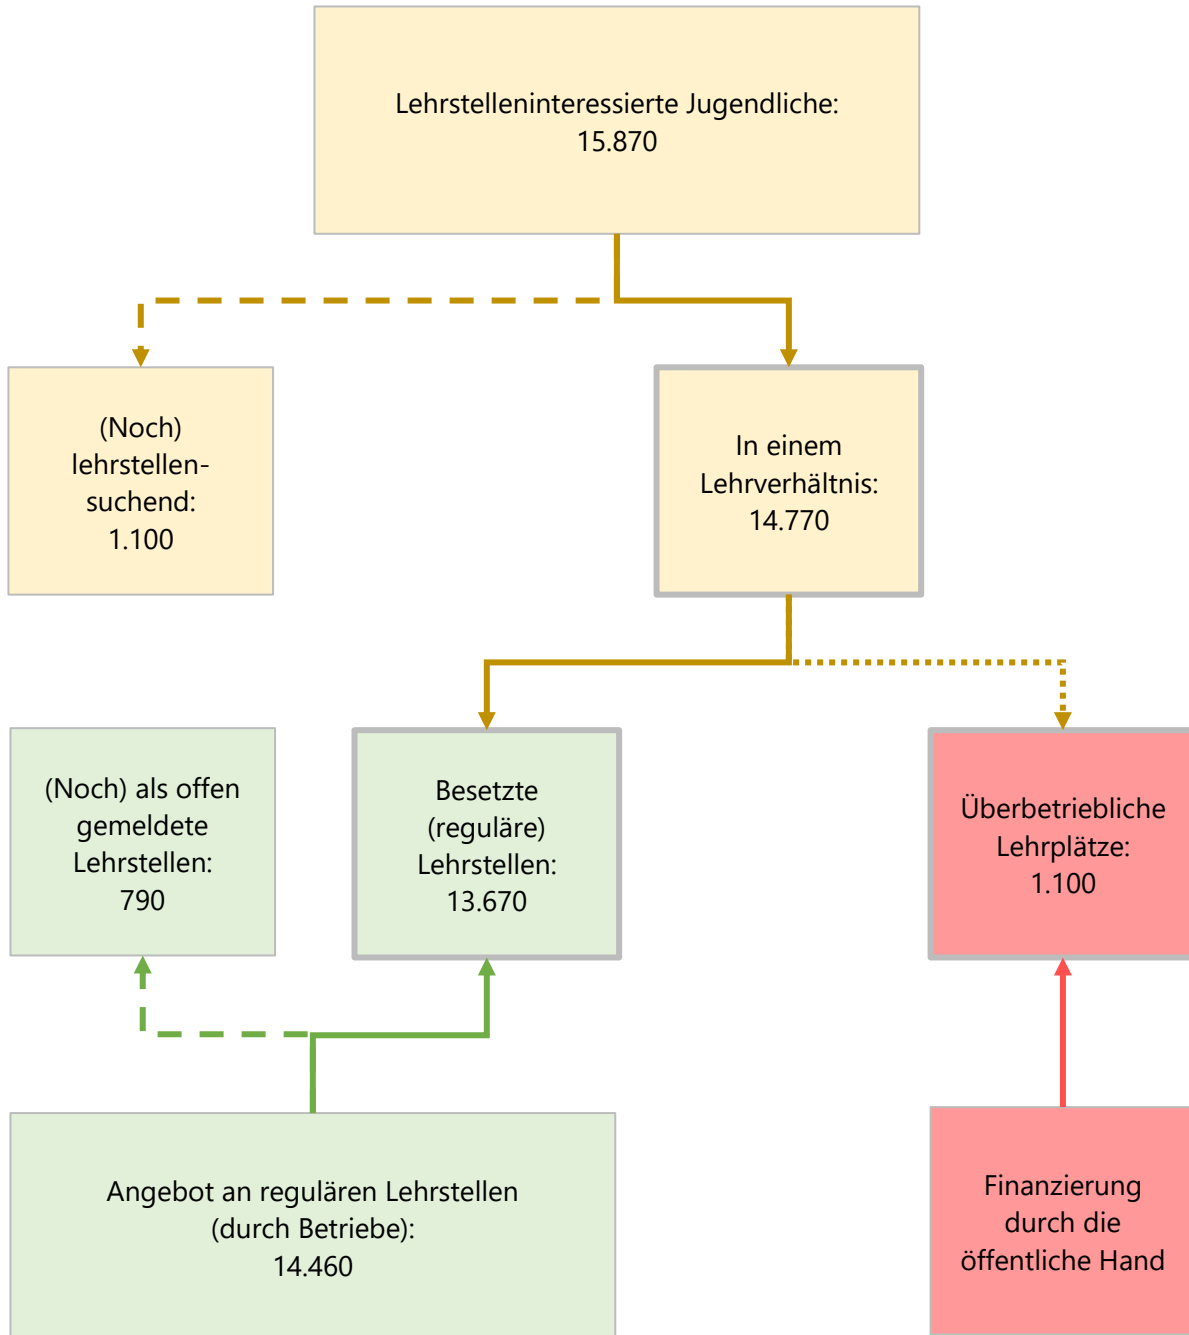 Lehrstelleninteressierte Jugendliche:
15.870
(Noch)
lehrstellen-
suchend:
1.100
In einem
Lehrverhältnis:
14.770
(Noch) als offen
gemeldete
Lehrstellen:
790
Besetzte
(reguläre)
Lehrstellen:
13.670
Überbetriebliche
Lehrplätze:
1.100
Angebot an regulären Lehrstellen
(durch Betriebe):
14.460
Finanzierung
durch die
öffentliche Hand